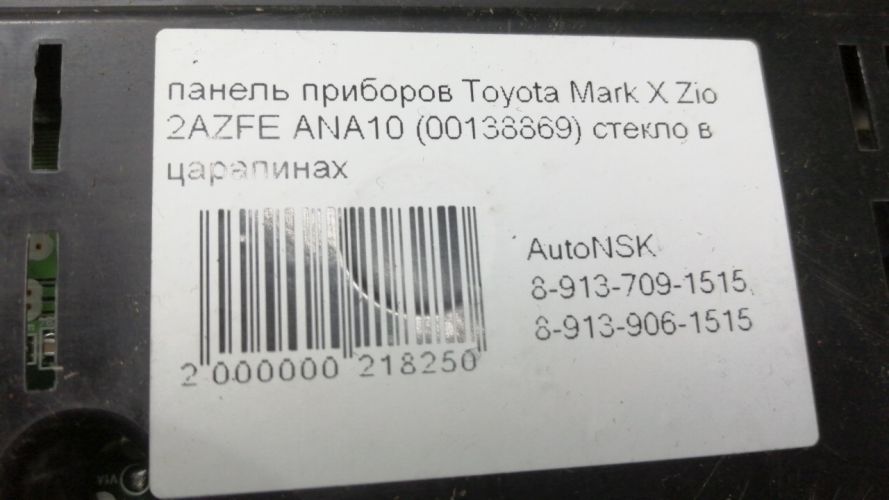 панель приборов Toyota Mark X Zio
2AZFE ANA10 (00138869) стекло в
царапинах
AutoNSK
8-913-709-1515,
8-913-906-1515
2 000000 218250